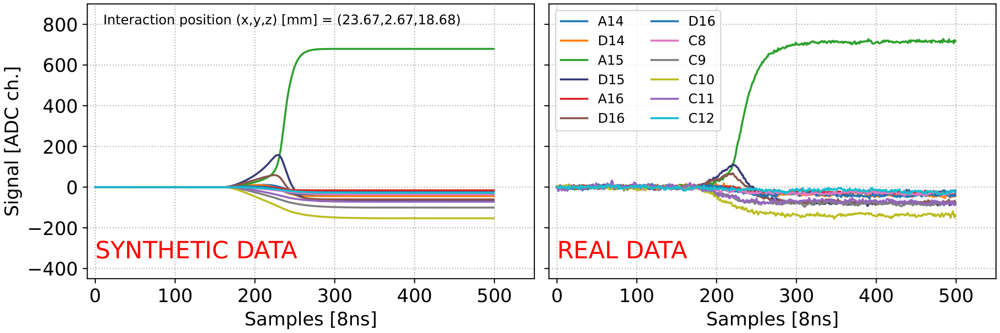 Signal [ADC ch.]
800
600
400
200
0
−200
−400
Interaction position (x,y,z) [mm] = (23.67,2.67,18.68)
SYNTHETIC DATA
0 100 200 300 400 500
Samples [8ns]
A14 D16
D14 C8
A15 C9
D15 C10
A16 C11
D16 C12
REAL DATA
0 100 200 300 400 500
Samples [8ns]